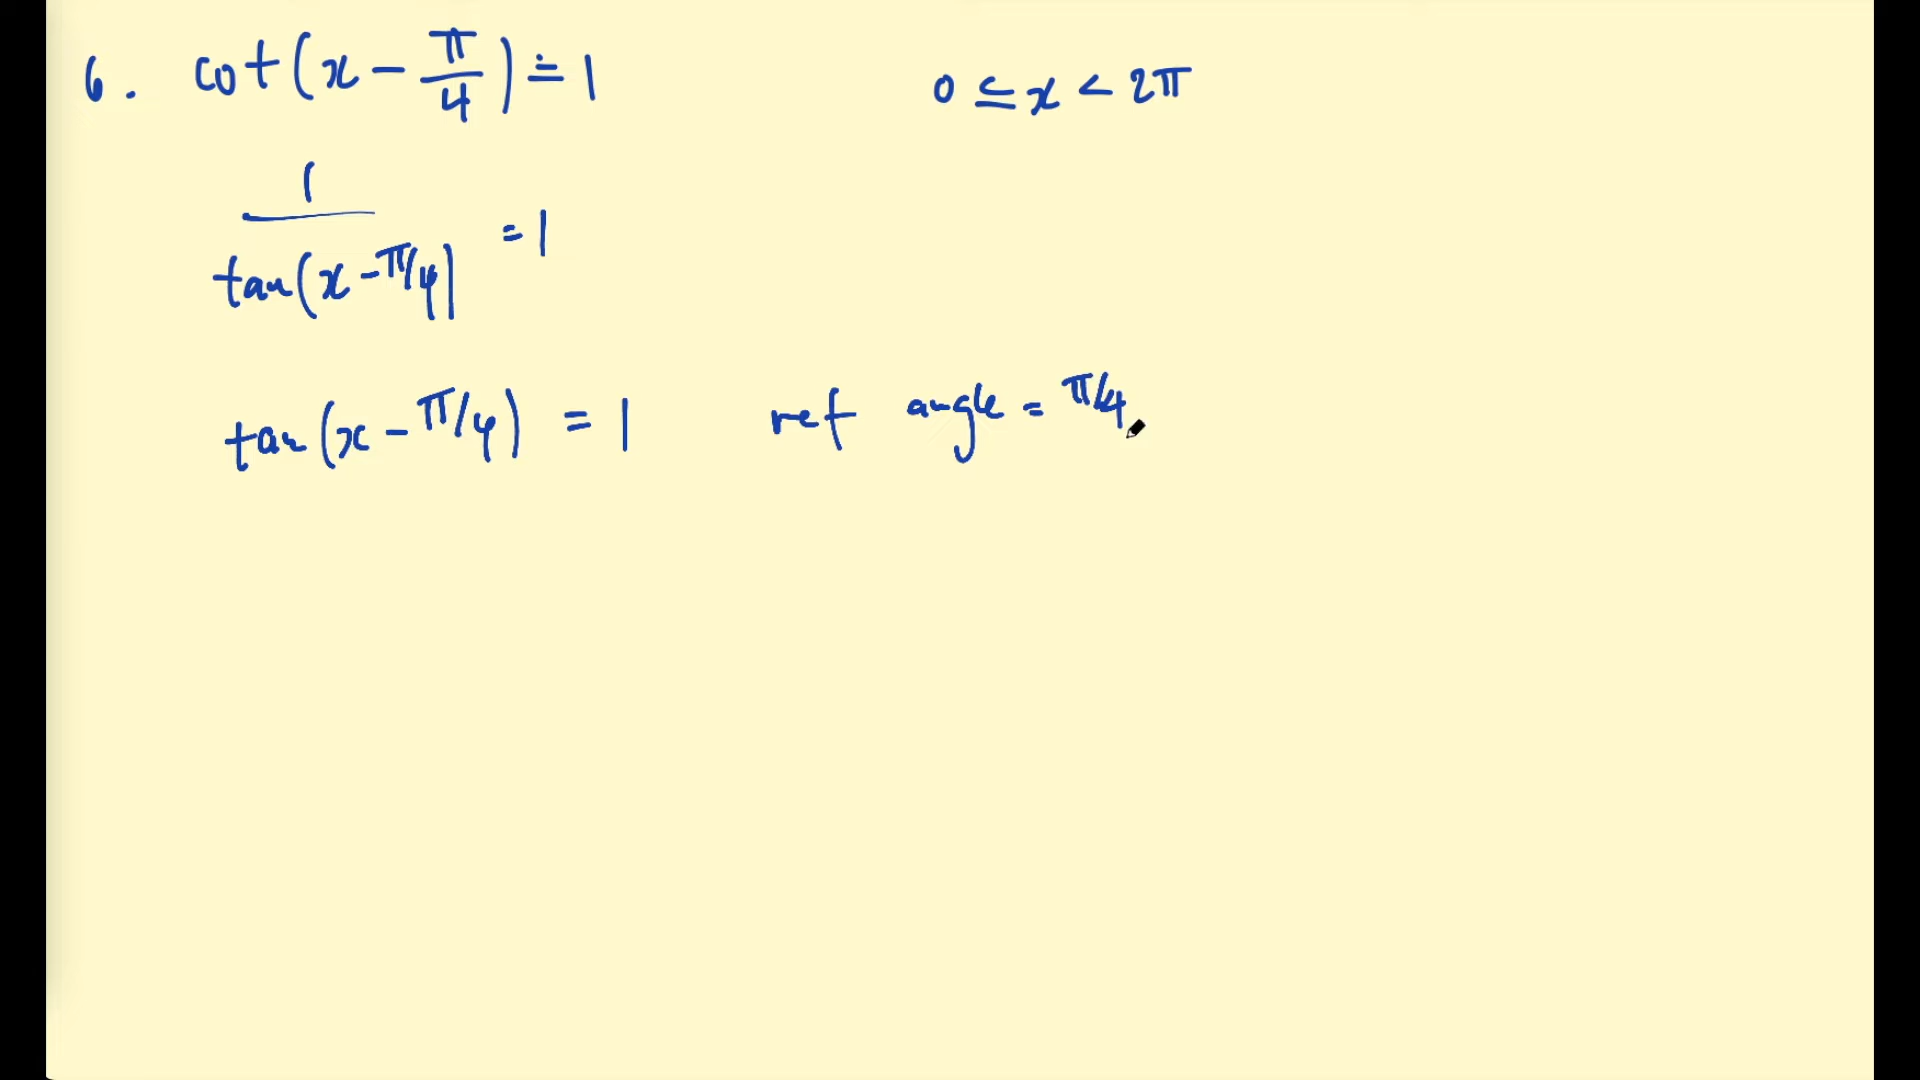 6. cot(x - π/4) = 1 0 ≤ x < 2π
1/tan(x - π/4) = 1
tan(x - π/4) = 1 ref angle = π/4